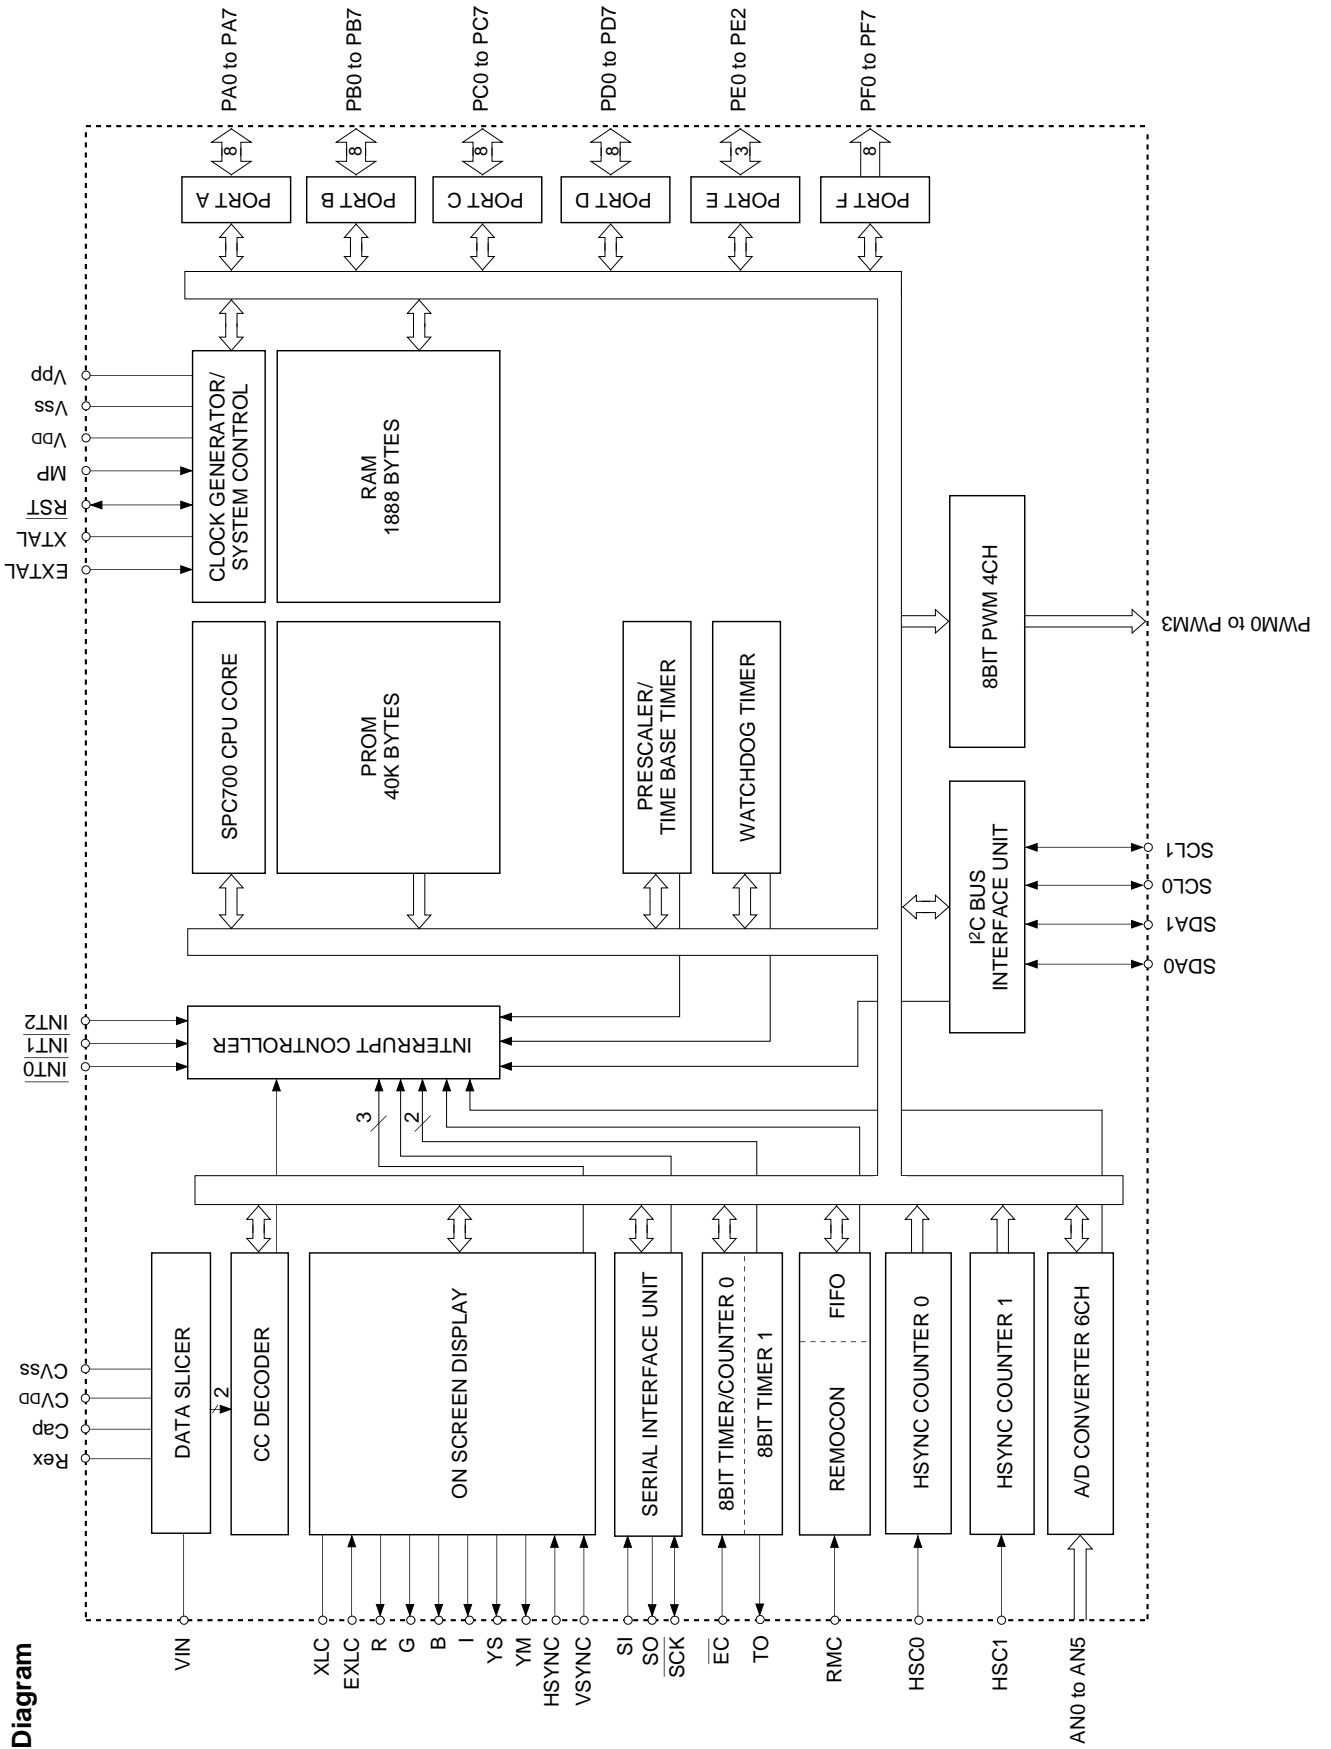 Diagram
VIN
XLC
EXLC
R
G
B
I
YS
YM
HSYNC
VSYNC
SI
SO
SCK
EC
TO
RMC
HSC0
HSC1
AN0 to AN5
Rex
Cap
CVDD
CVss
DATA SLICER
2
CC DECODER
ON SCREEN DISPLAY
SERIAL INTERFACE UNIT
8BIT TIMER/COUNTER 0
8BIT TIMER 1
REMOCON
FIFO
HSYNC COUNTER 0
HSYNC COUNTER 1
A/D CONVERTER 6CH
INT0
INT1
INT2
INTERRUPT CONTROLLER
3
2
SPC700 CPU CORE
PROM
40K BYTES
PRESCALER/
TIME BASE TIMER
WATCHDOG TIMER
EXTAL
XTAL
RST
MP
VDD
Vss
Vpp
CLOCK GENERATOR/
SYSTEM CONTROL
RAM
1888 BYTES
I²C BUS
INTERFACE UNIT
SDA0
SDA1
SCL0
SCL1
8BIT PWM 4CH
PWM0 to PWM3
PORT A
8
PA0 to PA7
PORT B
8
PB0 to PB7
PORT C
8
PC0 to PC7
PORT D
8
PD0 to PD7
PORT E
3
PE0 to PE2
PORT F
8
PF0 to PF7